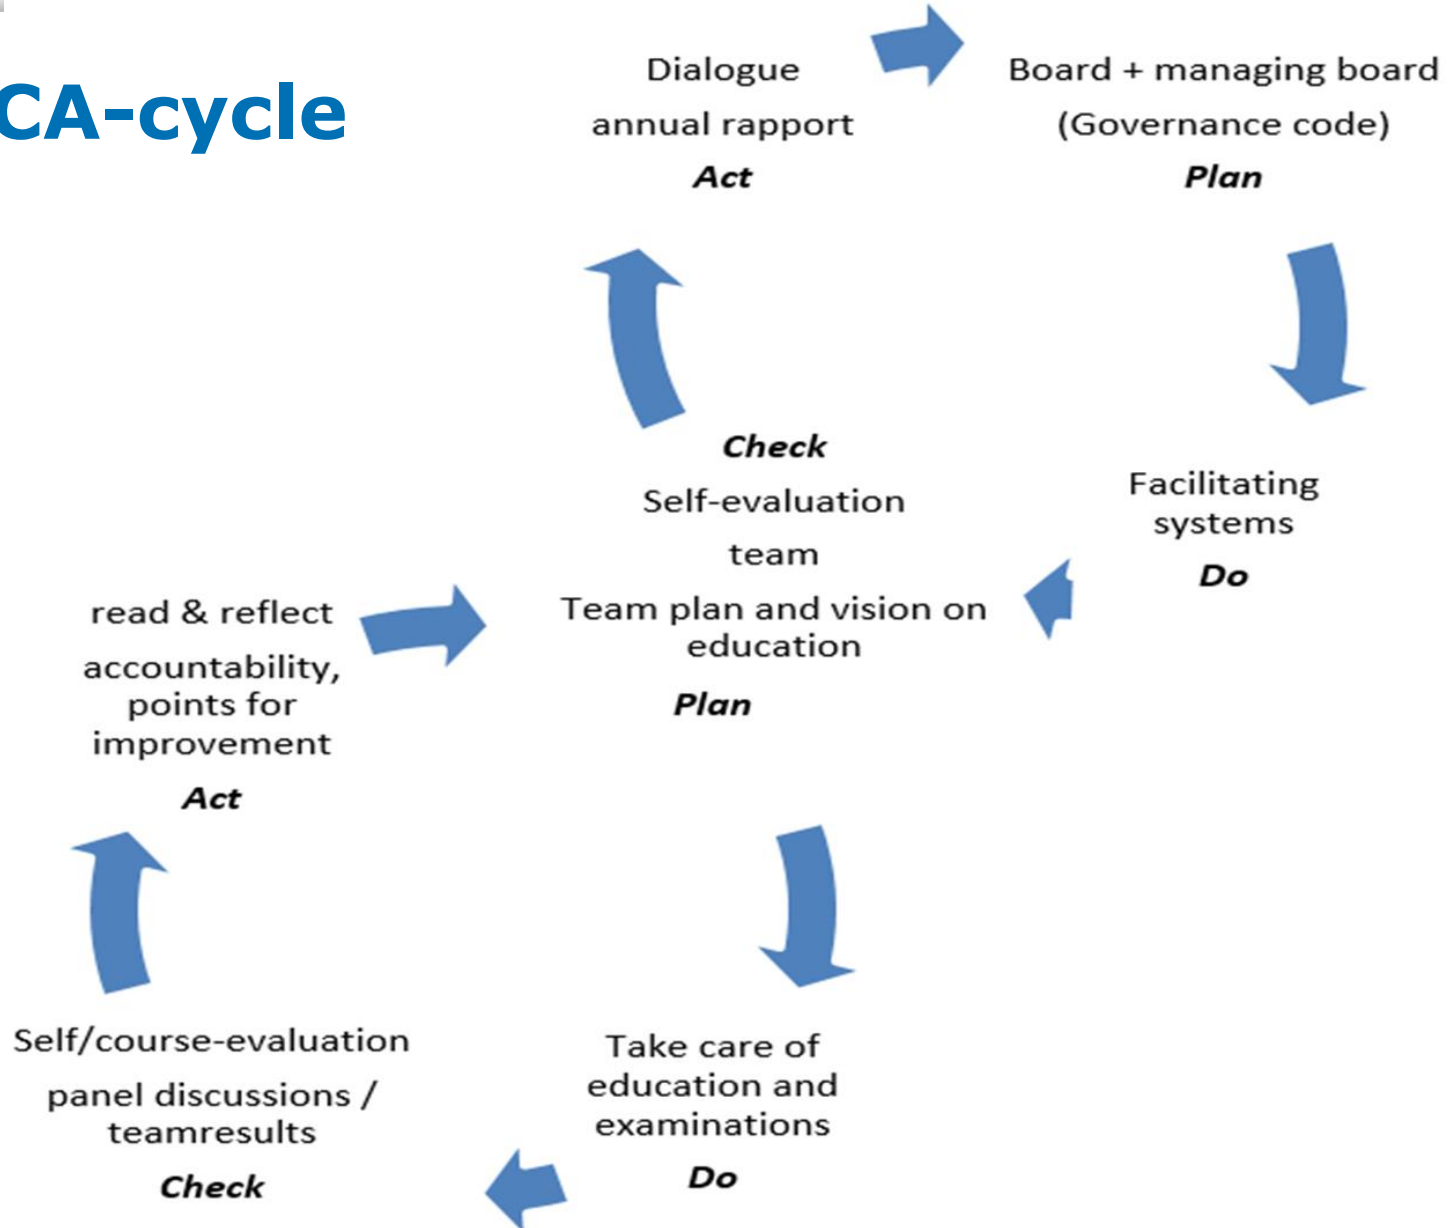 CA-cycle
Dialogue
annual rapport
Act
Board + managing board
(Governance code)
Plan
Check
Self-evaluation
team
Team plan and vision on
education
Plan
Facilitating
systems
Do
read & reflect
accountability,
points for
improvement
Act
Self/course-evaluation
panel discussions /
teamresults
Check
Take care of
education and
examinations
Do